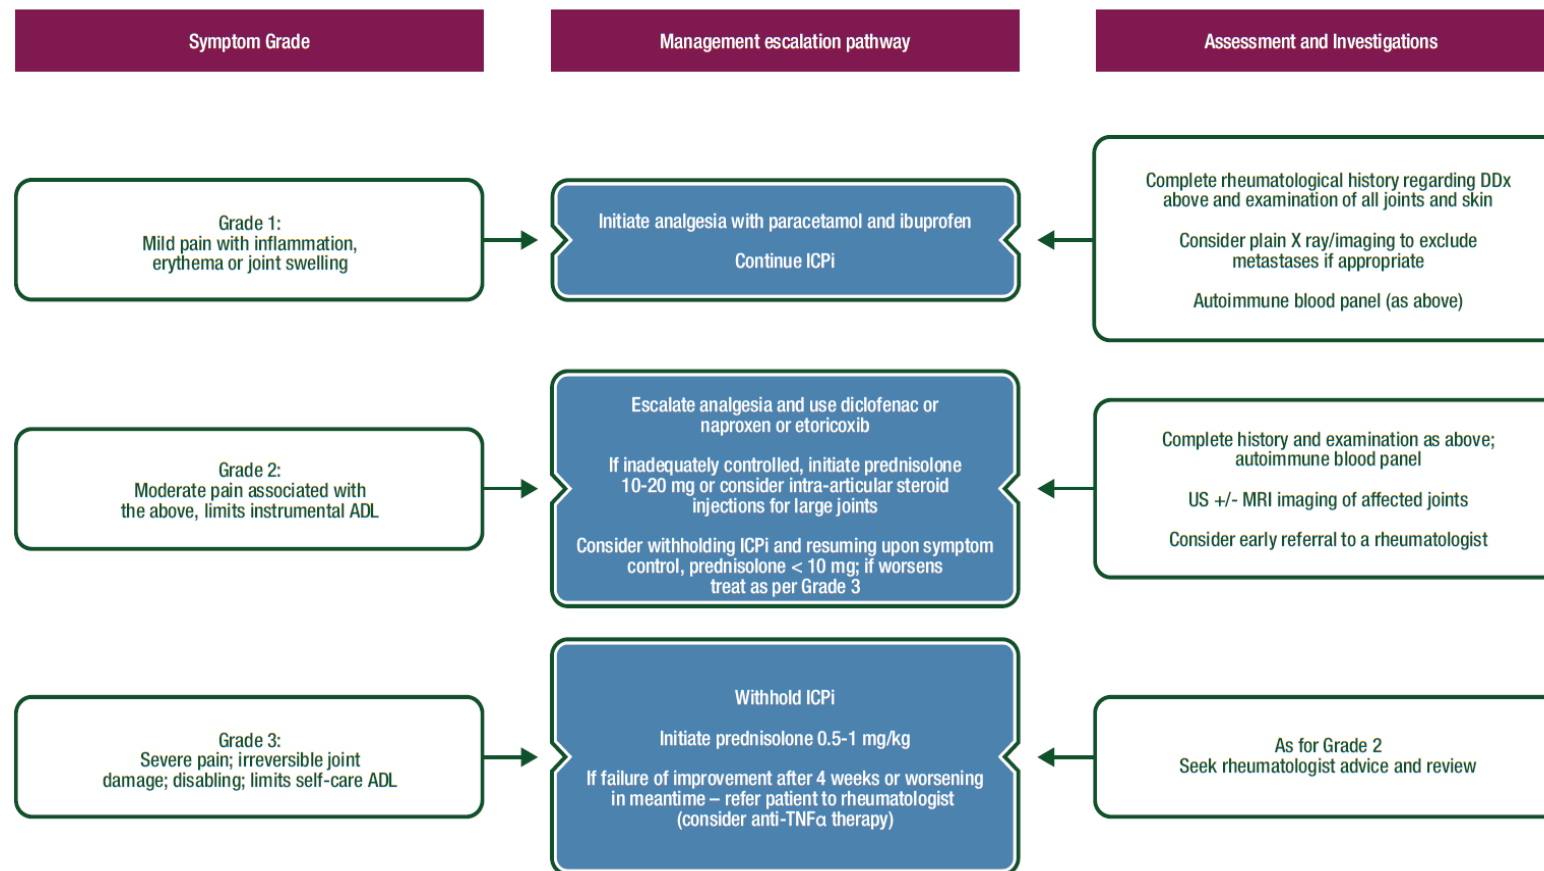 Symptom Grade
Management escalation pathway
Assessment and Investigations
Grade 1:
Mild pain with inflammation,
erythema or joint swelling
Initiate analgesia with paracetamol and ibuprofen
Continue ICPi
Complete rheumatological history regarding DDx
above and examination of all joints and skin
Consider plain X ray/imaging to exclude
metastases if appropriate
Autoimmune blood panel (as above)
Grade 2:
Moderate pain associated with
the above, limits instrumental ADL
Escalate analgesia and use diclofenac or
naproxen or etoricoxib
If inadequately controlled, initiate prednisolone
10-20 mg or consider intra-articular steroid
injections for large joints
Consider withholding ICPi and resuming upon symptom
control, prednisolone < 10 mg; if worsens
treat as per Grade 3
Complete history and examination as above;
autoimmune blood panel
US +/- MRI imaging of affected joints
Consider early referral to a rheumatologist
Grade 3:
Severe pain; irreversible joint
damage; disabling; limits self-care ADL
Withhold ICPi
Initiate prednisolone 0.5-1 mg/kg
If failure of improvement after 4 weeks or worsening
in meantime – refer patient to rheumatologist
(consider anti-TNFα therapy)
As for Grade 2
Seek rheumatologist advice and review